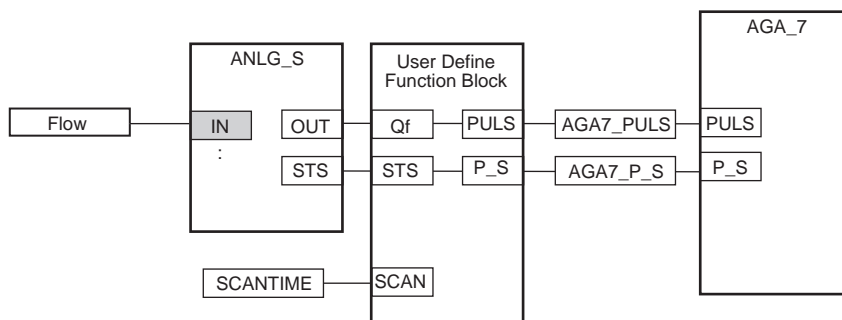 AGA_7
ANLG_S
User Define
Function Block
Flow
IN
OUT
Qf
PULS
AGA7_PULS
PULS
:
STS
STS
P_S
AGA7_P_S
P_S
SCANTIME
SCAN